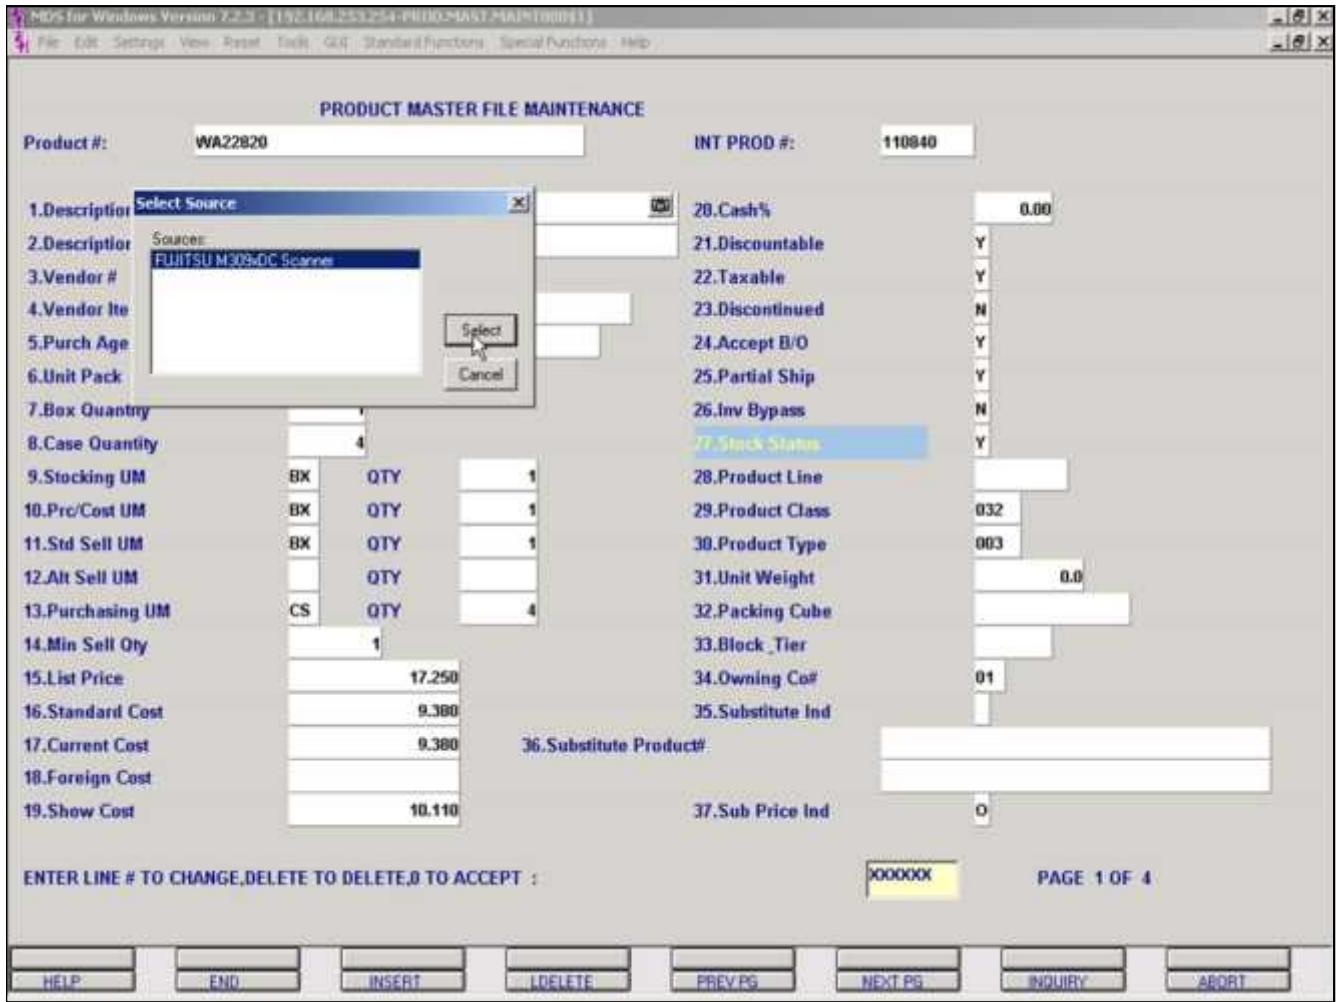 MDS for Windows Version 7.2.3 - [192.168.253.254-PROD.MAST.MAINT000$1]
File Edit Settings View Reset Tools GUI Standard Functions Special Functions Help
PRODUCT MASTER FILE MAINTENANCE
Product #: WA22820 INT PROD #: 110840
Select Source
Sources:
FUJITSU M309xDC Scanner
Select
Cancel
1.Description 20.Cash% 0.00
2.Description 21.Discountable Y
3.Vendor # 22.Taxable Y
4.Vendor Ite 23.Discontinued N
5.Purch Age 24.Accept B/O Y
6.Unit Pack 25.Partial Ship Y
7.Box Quantity 1 26.Inv Bypass N
8.Case Quantity 4 27.Stock Status Y
9.Stocking UM BX QTY 1 28.Product Line
10.Prc/Cost UM BX QTY 1 29.Product Class 032
11.Std Sell UM BX QTY 1 30.Product Type 003
12.Alt Sell UM QTY 31.Unit Weight 0.0
13.Purchasing UM CS QTY 4 32.Packing Cube
14.Min Sell Qty 1 33.Block_Tier
15.List Price 17.250 34.Owning Co# 01
16.Standard Cost 9.380 35.Substitute Ind
17.Current Cost 9.380 36.Substitute Product#
18.Foreign Cost
19.Show Cost 10.110 37.Sub Price Ind O
ENTER LINE # TO CHANGE,DELETE TO DELETE,0 TO ACCEPT : XXXXXX PAGE 1 OF 4
HELP END INSERT LDELETE PREV PG NEXT PG INQUIRY ABORT